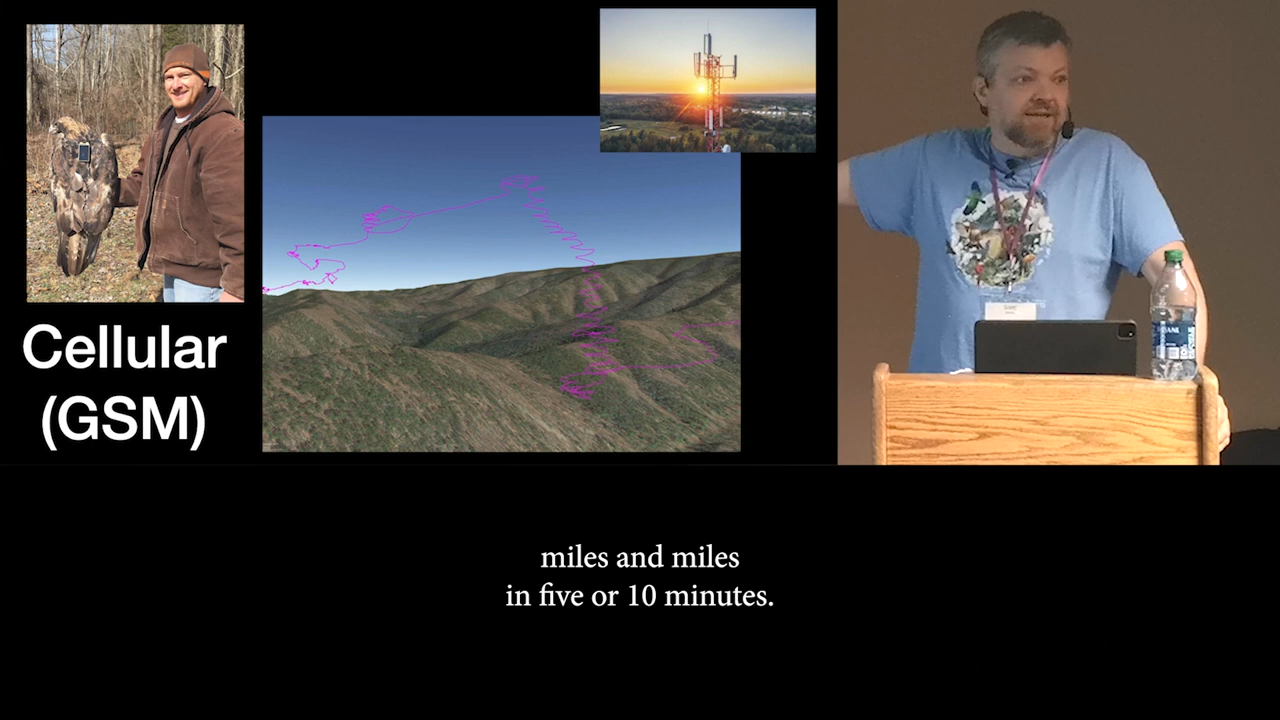 Cellular
(GSM)
miles and miles
in five or 10 minutes.